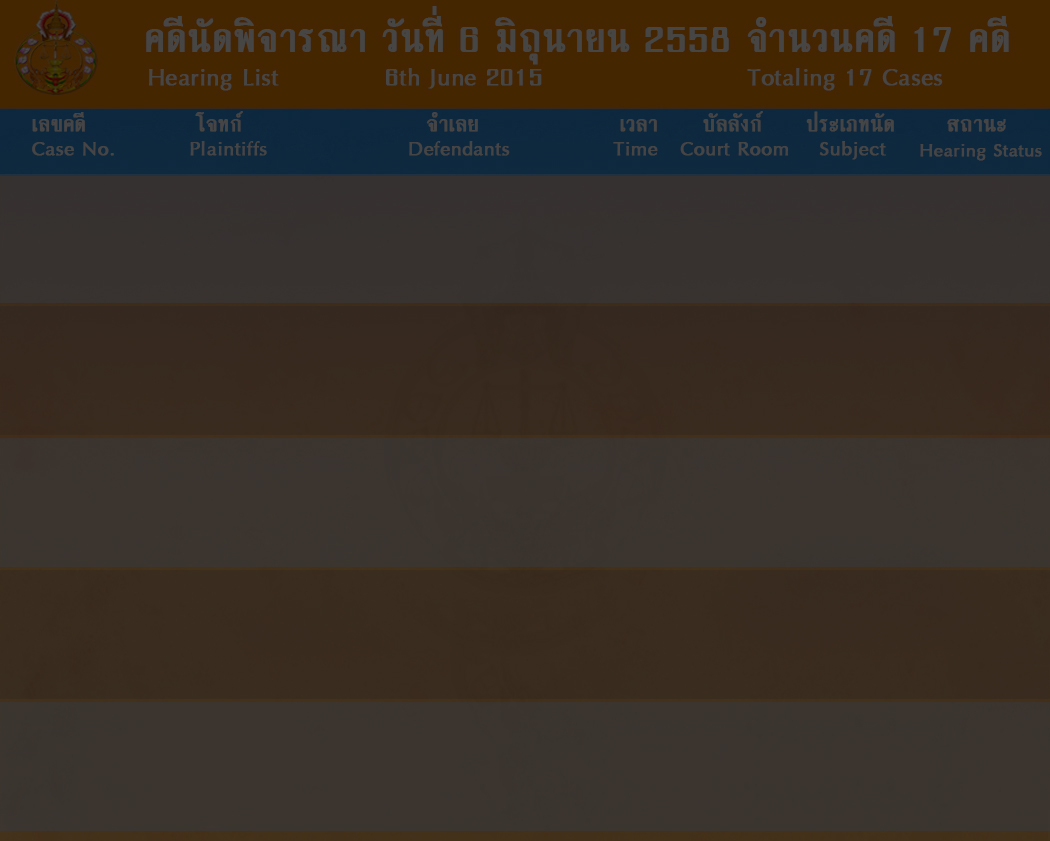 คดีนัดพิจารณา วันที่ 6 มิถุนายน 2558 จำนวนคดี 17 คดี
Hearing List 6th June 2015 Totaling 17 Cases
เลขคดี โจทก์ จำเลย เวลา บัลลังก์ ประเภทนัด สถานะ
Case No. Plaintiffs Defendants Time Court Room Subject Hearing Status